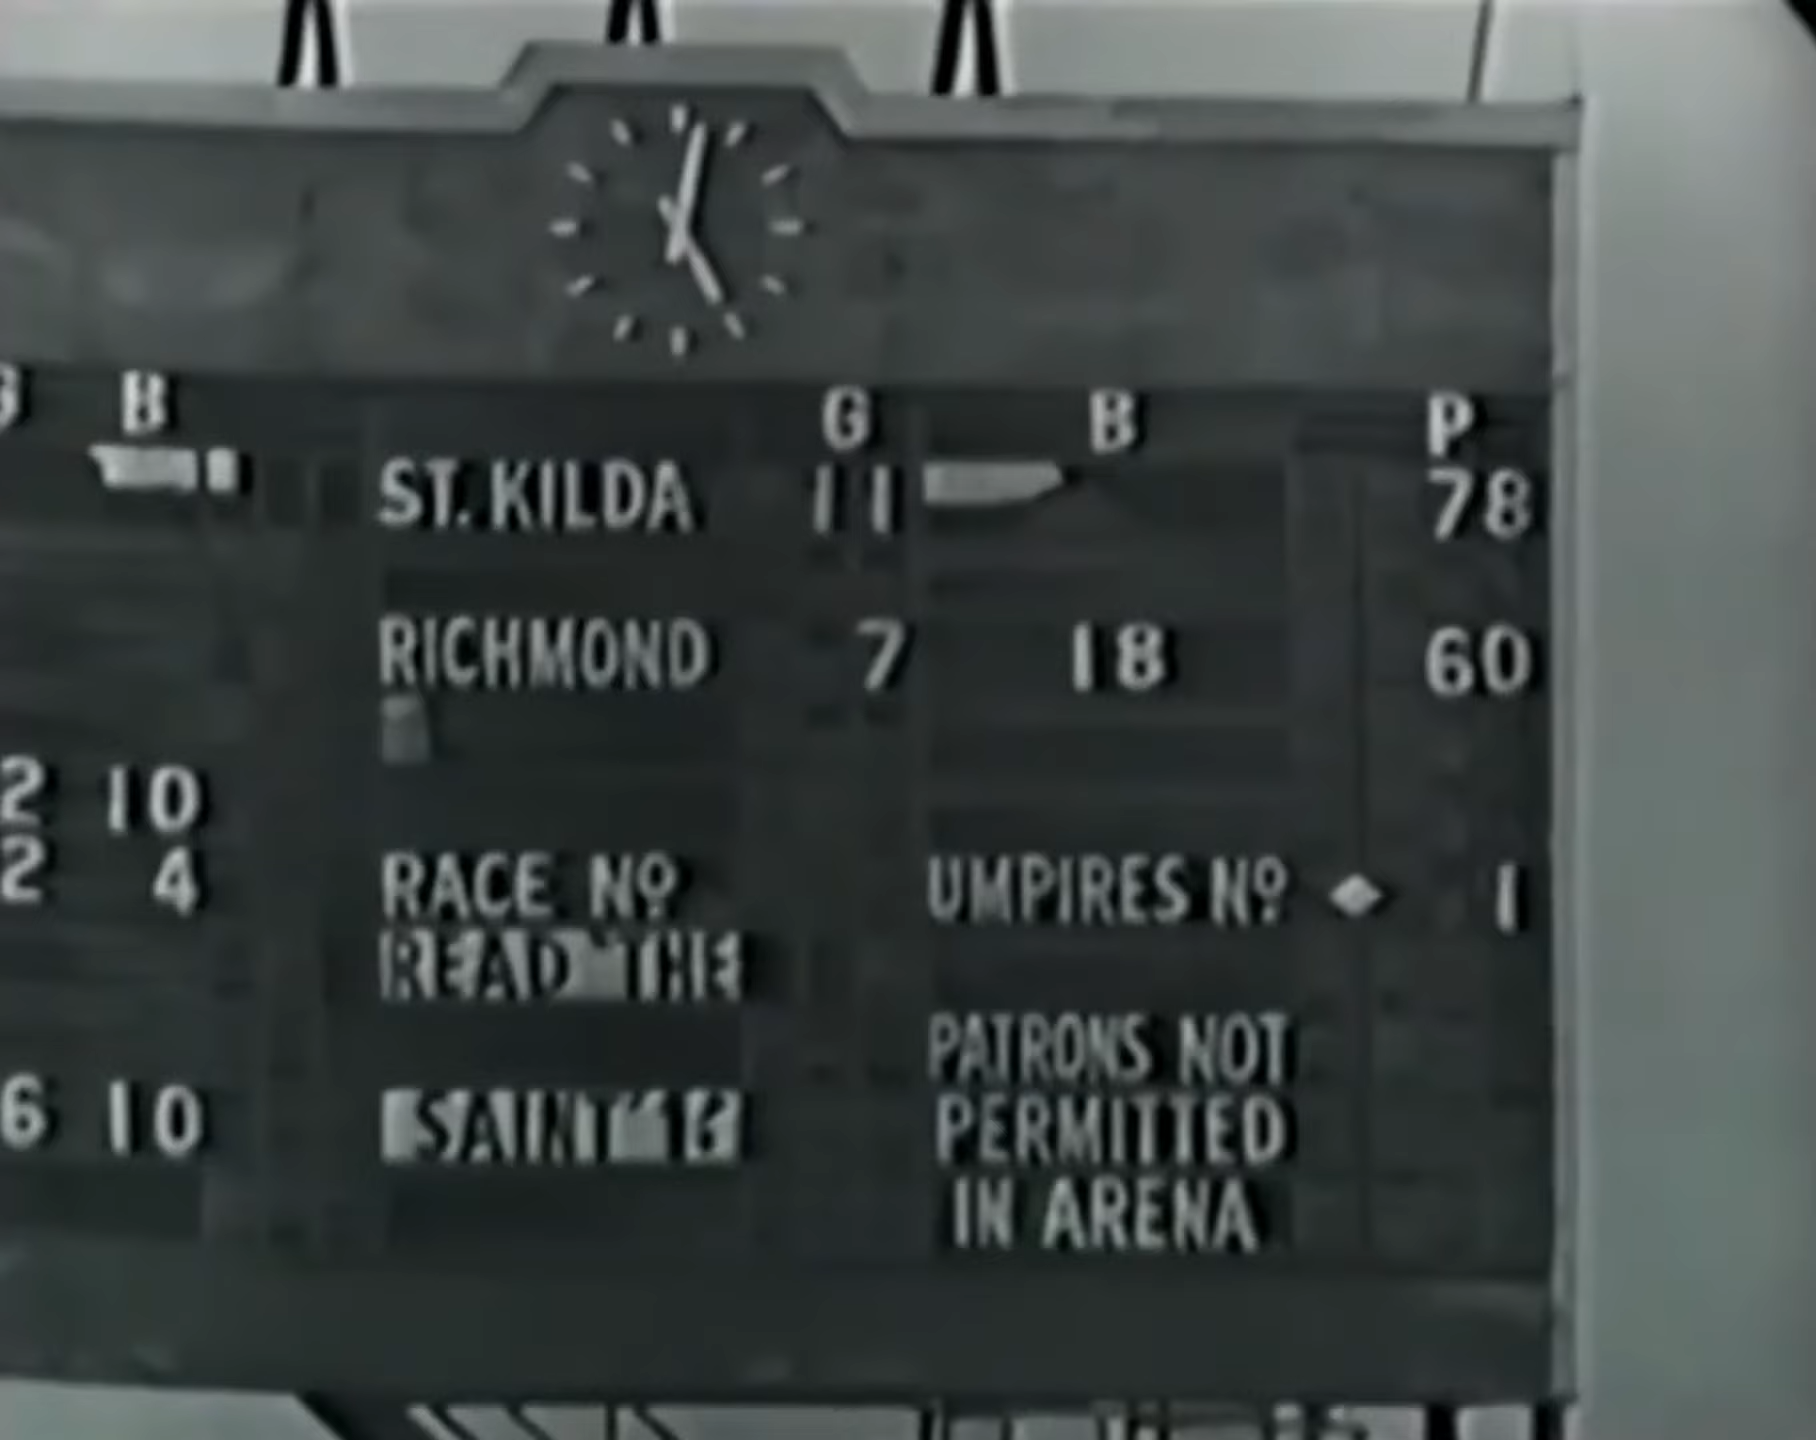 B G B P
ST. KILDA 11 78
RICHMOND 7 18 60
2 10
2 4 RACE Nº UMPIRES Nº 1
READ THE
PATRONS NOT
6 10 PERMITTED
IN ARENA